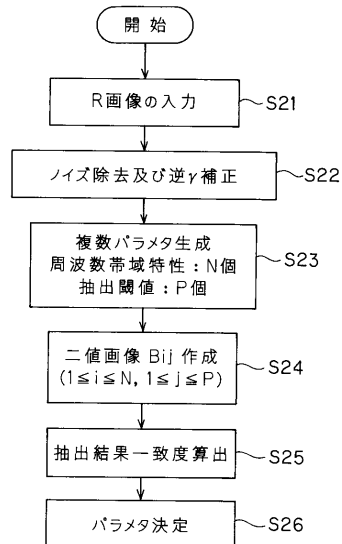 開始
R画像の入力
S21
ノイズ除去及び逆γ補正
S22
複数パラメタ生成
周波数帯域特性：N個
抽出閾値：P個
S23
二値画像 Bij 作成
(1≦i≦N, 1≦j≦P)
S24
抽出結果一致度算出
S25
パラメタ決定
S26